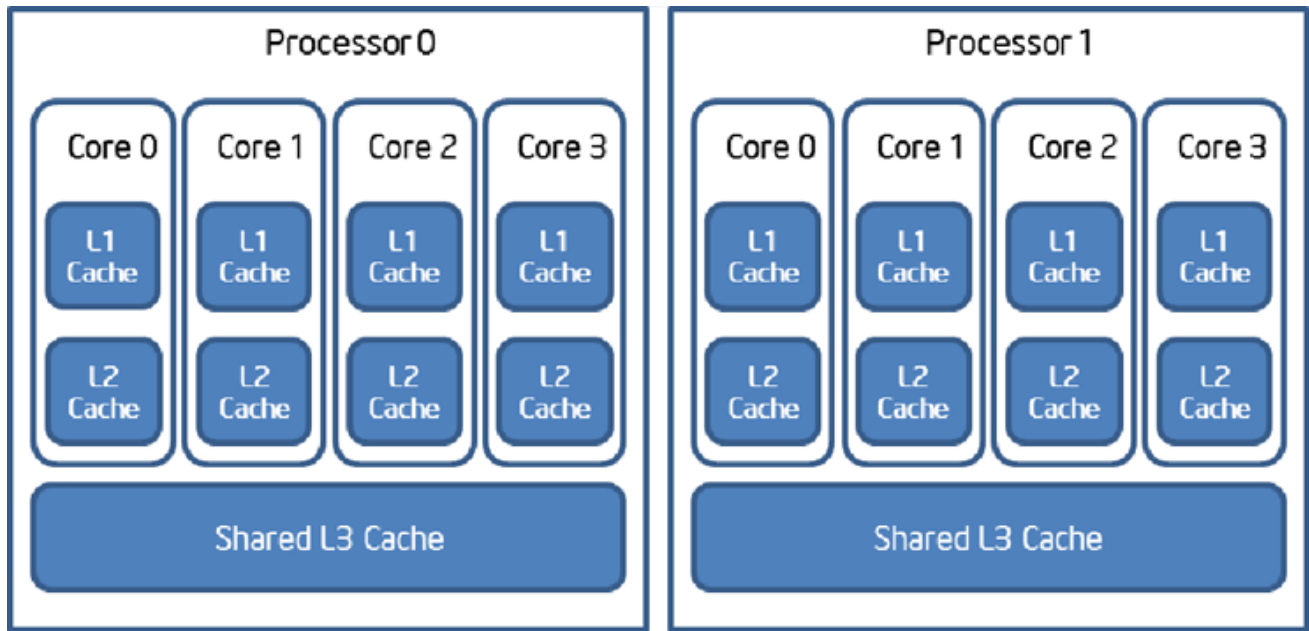 Processor 0
Core 0
Core 1
Core 2
Core 3
L1
Cache
L1
Cache
L1
Cache
L1
Cache
L2
Cache
L2
Cache
L2
Cache
L2
Cache
Shared L3 Cache
Processor 1
Core 0
Core 1
Core 2
Core 3
L1
Cache
L1
Cache
L1
Cache
L1
Cache
L2
Cache
L2
Cache
L2
Cache
L2
Cache
Shared L3 Cache